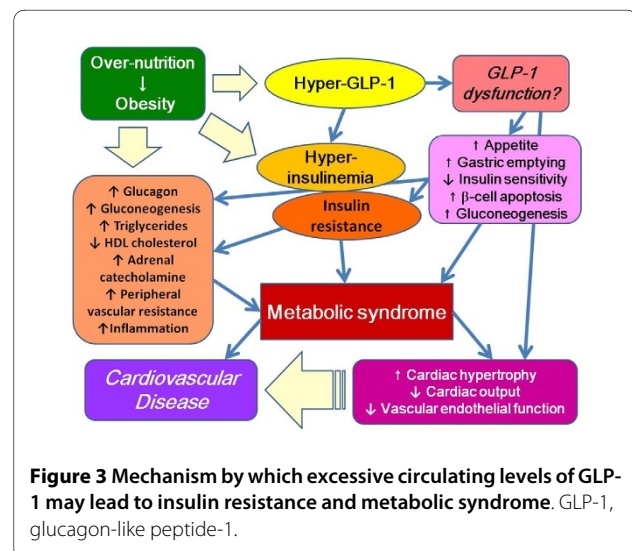 Over-nutrition
↓
Obesity
Hyper-GLP-1
GLP-1
dysfunction?
Hyper-
insulinemia
Insulin
resistance
↑ Appetite
↑ Gastric emptying
↓ Insulin sensitivity
↑ β-cell apoptosis
↑ Gluconeogenesis
↑ Glucagon
↑ Gluconeogenesis
↑ Triglycerides
↓ HDL cholesterol
↑ Adrenal
catecholamine
↑ Peripheral
vascular resistance
↑Inflammation
Metabolic syndrome
Cardiovascular
Disease
↑ Cardiac hypertrophy
↓ Cardiac output
↓ Vascular endothelial function
Figure 3 Mechanism by which excessive circulating levels of GLP-
1 may lead to insulin resistance and metabolic syndrome. GLP-1,
glucagon-like peptide-1.